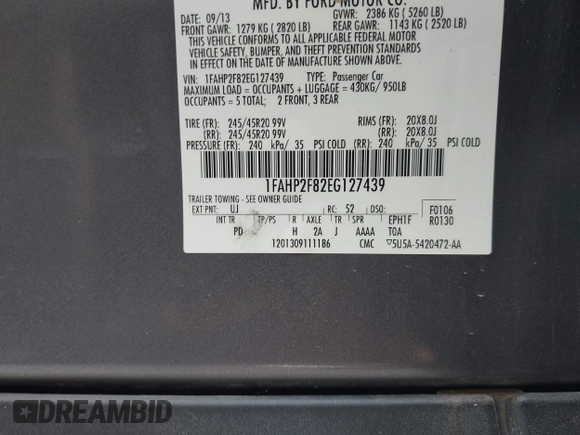 MFD. BY FORD MOTOR CO.
DATE: 09/13 GVWR: 2386 KG ( 5260 LB)
FRONT GAWR: 1279 KG ( 2820 LB) REAR GAWR: 1143 KG ( 2520 LB)
THIS VEHICLE CONFORMS TO ALL APPLICABLE FEDERAL MOTOR
VEHICLE SAFETY, BUMPER, AND THEFT PREVENTION STANDARDS
IN EFFECT ON THE DATE OF MANUFACTURE SHOWN ABOVE.
VIN: 1FAHP2F82EG127439 TYPE: Passenger Car
MAXIMUM LOAD = OCCUPANTS + LUGGAGE = 430KG/ 950LB
OCCUPANTS = 5 TOTAL; 2 FRONT, 3 REAR
TIRE (FR): 245/45R20 99V RIMS (FR): 20X8.0J
(RR): 245/45R20 99V (RR): 20X8.0J
PRESSURE (FR): 240 kPa/ 35 PSI COLD (RR): 240 kPa/ 35 PSI COLD
1FAHP2F82EG127439
TRAILER TOWING - SEE OWNER GUIDE
EXT PNT: UJ RC: 52 DSO: F0106
INT TR TP/PS R AXLE TR SPR EPH1F R0130
PD H 2A J AAAA TOA
1201309111186 CMC ▽5U5A-5420472-AA
DREAMBID